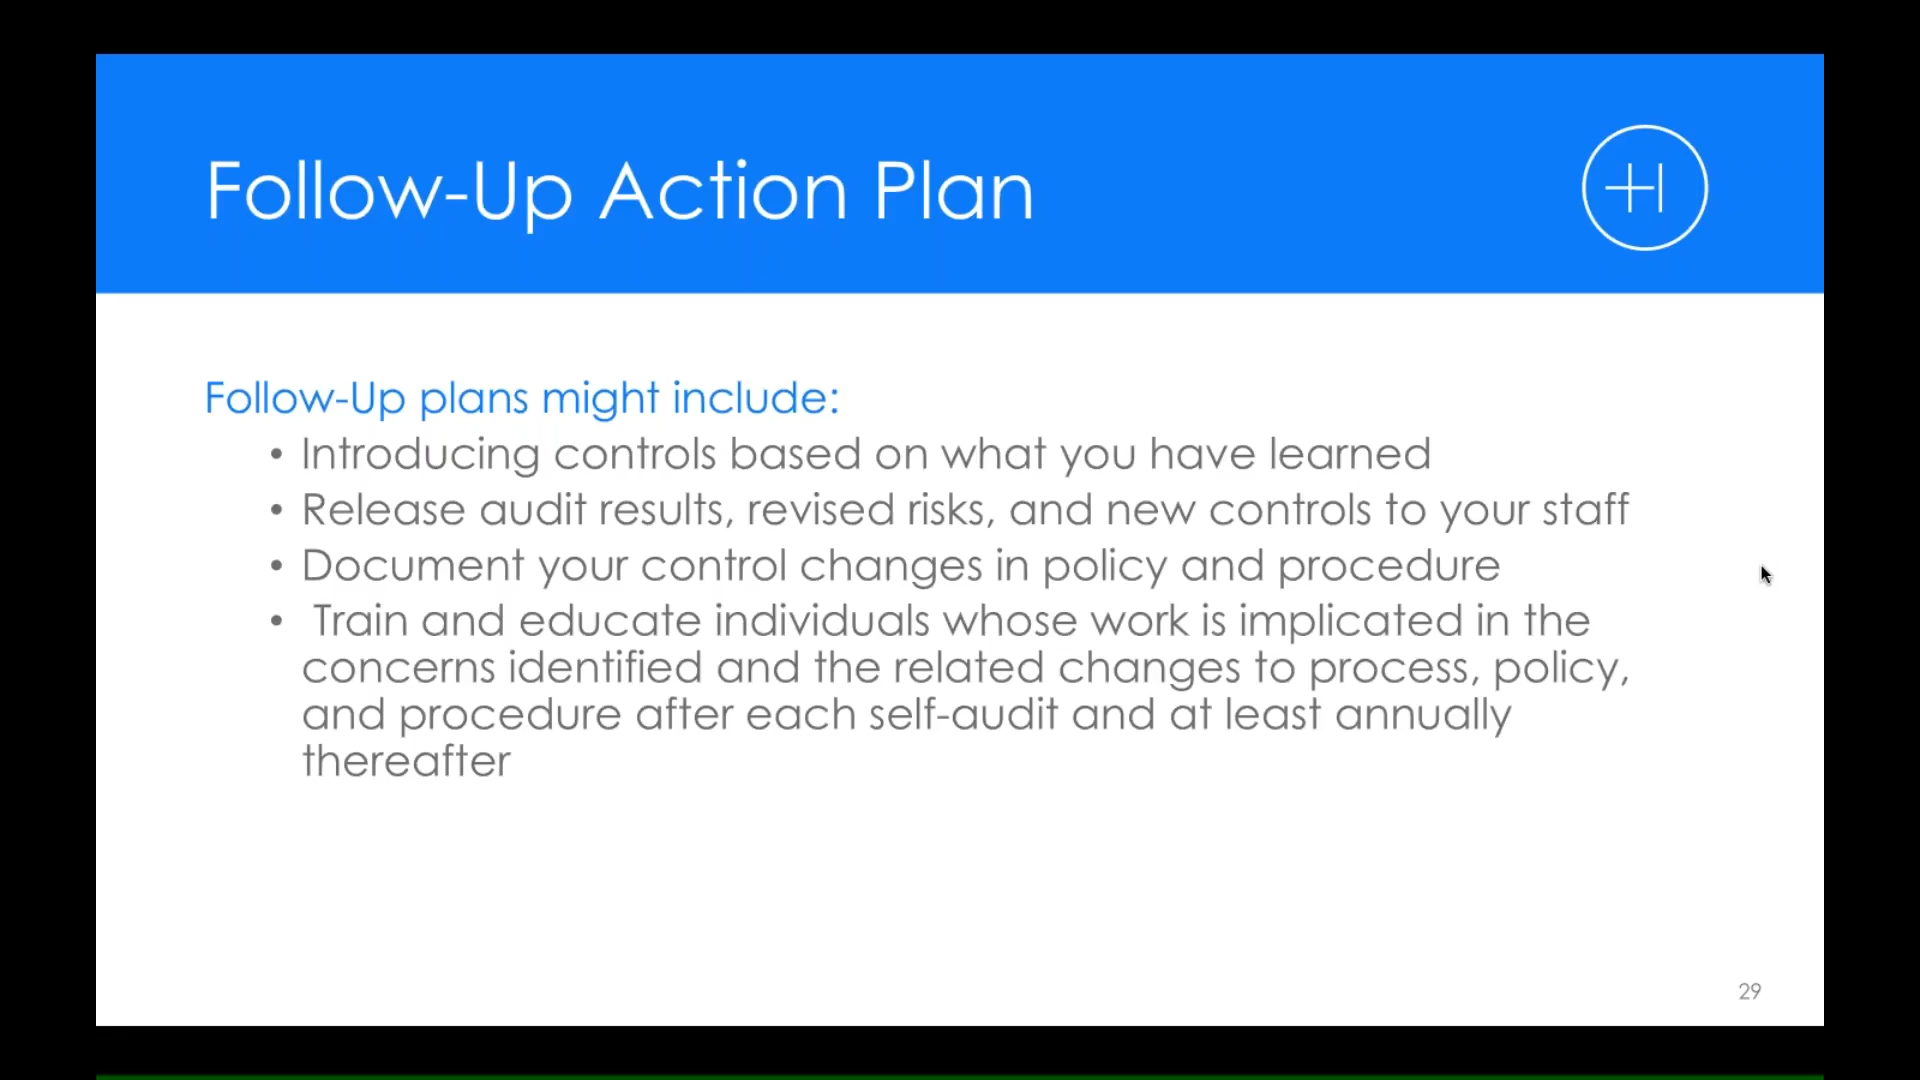 Follow-Up Action Plan
Follow-Up plans might include:
• Introducing controls based on what you have learned
• Release audit results, revised risks, and new controls to your staff
• Document your control changes in policy and procedure
• Train and educate individuals whose work is implicated in the
concerns identified and the related changes to process, policy,
and procedure after each self-audit and at least annually
thereafter
29